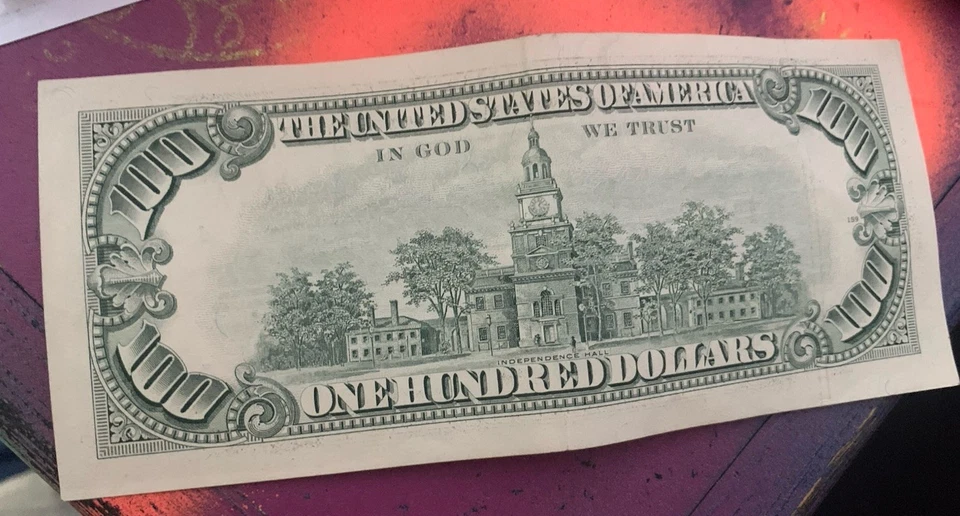 THE UNITED STATES OF AMERICA
IN GOD WE TRUST
100
100
INDEPENDENCE HALL
ONE HUNDRED DOLLARS
100
100